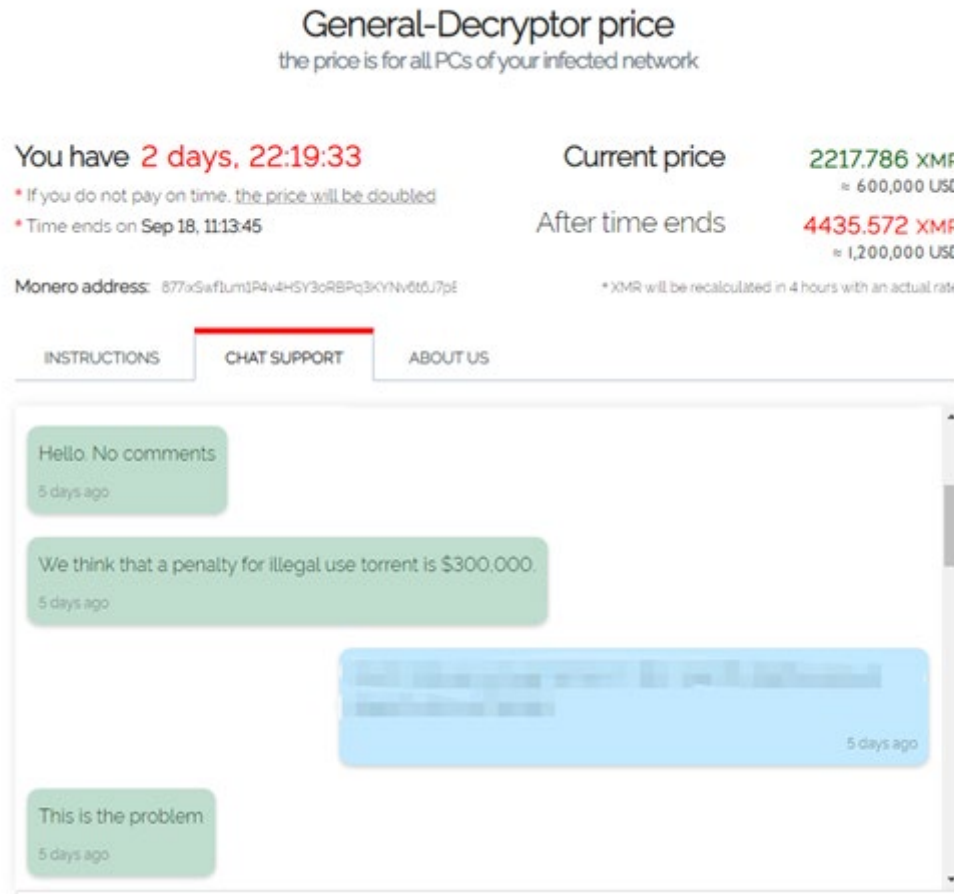 General-Decryptor price
the price is for all PCs of your infected network
You have 2 days, 22:19:33
* If you do not pay on time, the price will be doubled
* Time ends on Sep 18, 11:13:45
Current price 2217.786 XMR
≈ 600,000 USD
After time ends 4435.572 XMR
≈ 1,200,000 USD
Monero address:
* XMR will be recalculated in 4 hours with an actual rate
INSTRUCTIONS CHAT SUPPORT ABOUT US
Hello. No comments
5 days ago
We think that a penalty for illegal use torrent is $300,000.
5 days ago
5 days ago
This is the problem
5 days ago